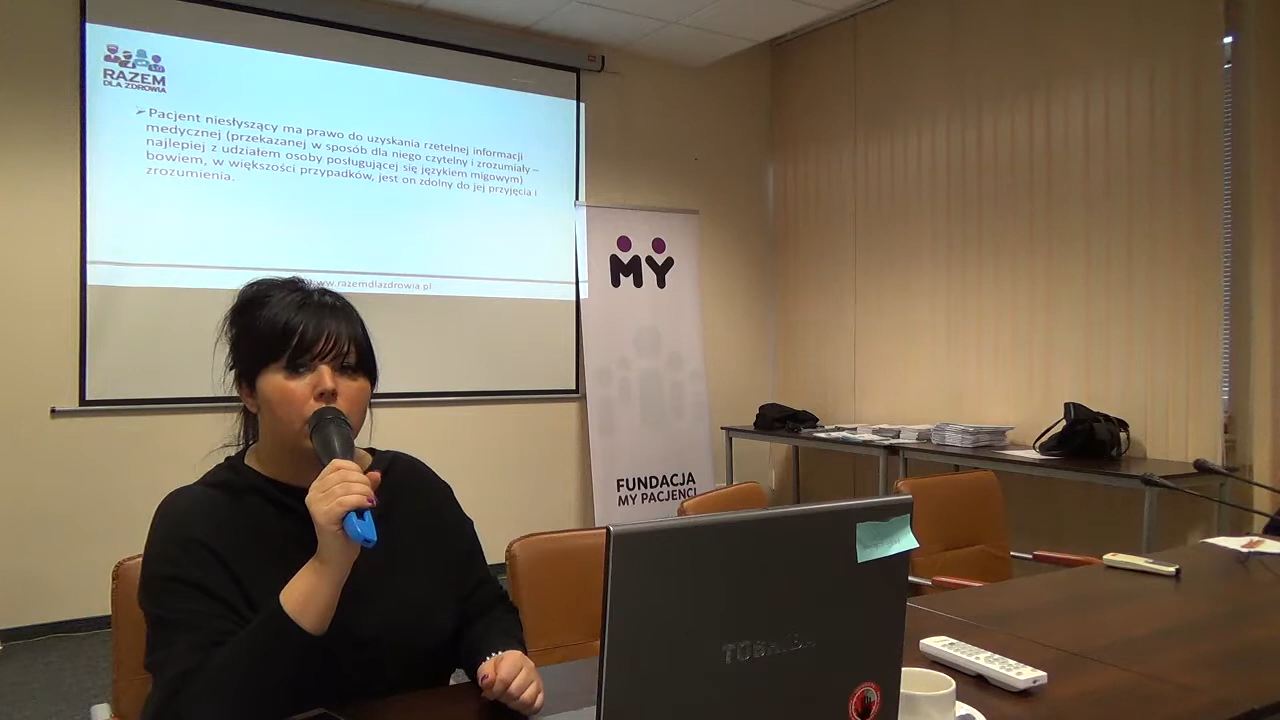 RAZEM
DLA ZDROWIA
➢Pacjent niesłyszący ma prawo do uzyskania rzetelnej informacji
medycznej (przekazanej w sposób dla niego czytelny i zrozumiały –
najlepiej z udziałem osoby posługującej się językiem migowym)
bowiem, w większości przypadków, jest on zdolny do jej przyjęcia i
zrozumienia.
www.razemdlazdrowia.pl
MY
FUNDACJA
MY PACJENCI
TOSHIBA